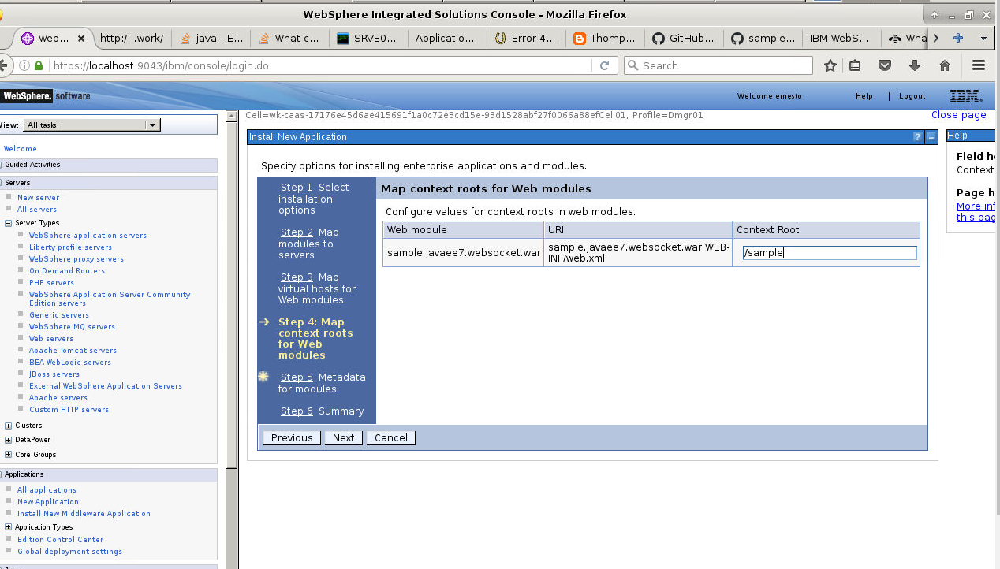 WebSphere Integrated Solutions Console - Mozilla Firefox
Web... http:/...work/ java - E... What c... SRVE0... Applicatio... Error 4... Thomp... GitHub... sample... IBM WebS... Wha
https://localhost:9043/ibm/console/login.do
Search
WebSphere. software
Welcome ernesto
Help | Logout
IBM.
View: All tasks
Welcome
Guided Activities
Servers
New server
All servers
Server Types
WebSphere application servers
Liberty profile servers
WebSphere proxy servers
On Demand Routers
PHP servers
WebSphere Application Server Community
Edition servers
Generic servers
WebSphere MQ servers
Web servers
Apache Tomcat servers
BEA WebLogic servers
JBoss servers
External WebSphere Application Servers
Apache servers
Custom HTTP servers
Clusters
DataPower
Core Groups
Applications
All applications
New Application
Install New Middleware Application
Application Types
Edition Control Center
Global deployment settings
Cell=wk-caas-17176e45d6ae415691f1a0c72e3cd15e-93d1528abf27f0066a88efCell01, Profile=Dmgr01
Close page
Install New Application
?
Specify options for installing enterprise applications and modules.
Step 1 Select
installation
options
Step 2 Map
modules to
servers
Step 3 Map
virtual hosts for
Web modules
Step 4: Map
context roots
for Web
modules
Step 5 Metadata
for modules
Step 6 Summary
Map context roots for Web modules
Configure values for context roots in web modules.
Web module URI Context Root
sample.javaee7.websocket.war
sample.javaee7.websocket.war,WEB-
INF/web.xml
/sample
Previous Next Cancel
Help
Field h
Context
Page h
More inf
this pag